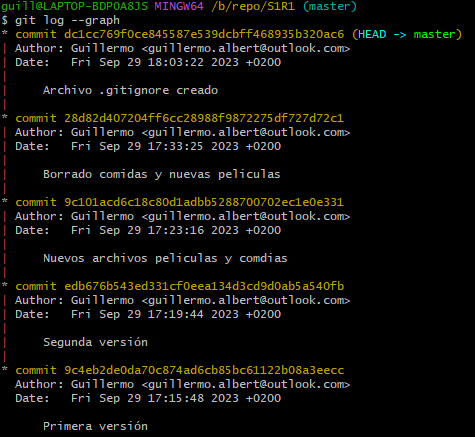 guill@LAPTOP-BDPOA8JS MINGW64 /b/repo/S1R1 (master)
$ git log --graph
* commit dc1cc769f0ce845587e539dcbff468935b320ac6 (HEAD -> master)
| Author: Guillermo <guillermo.albert@outlook.com>
| Date:   Fri Sep 29 18:03:22 2023 +0200
|
|     Archivo .gitignore creado
|
* commit 28d82d407204ff6cc28988f9872275df727d72c1
| Author: Guillermo <guillermo.albert@outlook.com>
| Date:   Fri Sep 29 17:33:25 2023 +0200
|
|     Borrado comidas y nuevas peliculas
|
* commit 9c101acd6c18c80d1adbb5288700702ec1e0e331
| Author: Guillermo <guillermo.albert@outlook.com>
| Date:   Fri Sep 29 17:23:16 2023 +0200
|
|     Nuevos archivos peliculas y comdias
|
* commit edb676b543ed331cf0eea134d3cd9d0ab5a540fb
| Author: Guillermo <guillermo.albert@outlook.com>
| Date:   Fri Sep 29 17:19:44 2023 +0200
|
|     Segunda versión
|
* commit 9c4eb2de0da70c874ad6cb85bc61122b08a3eecc
  Author: Guillermo <guillermo.albert@outlook.com>
  Date:   Fri Sep 29 17:15:48 2023 +0200

      Primera versión